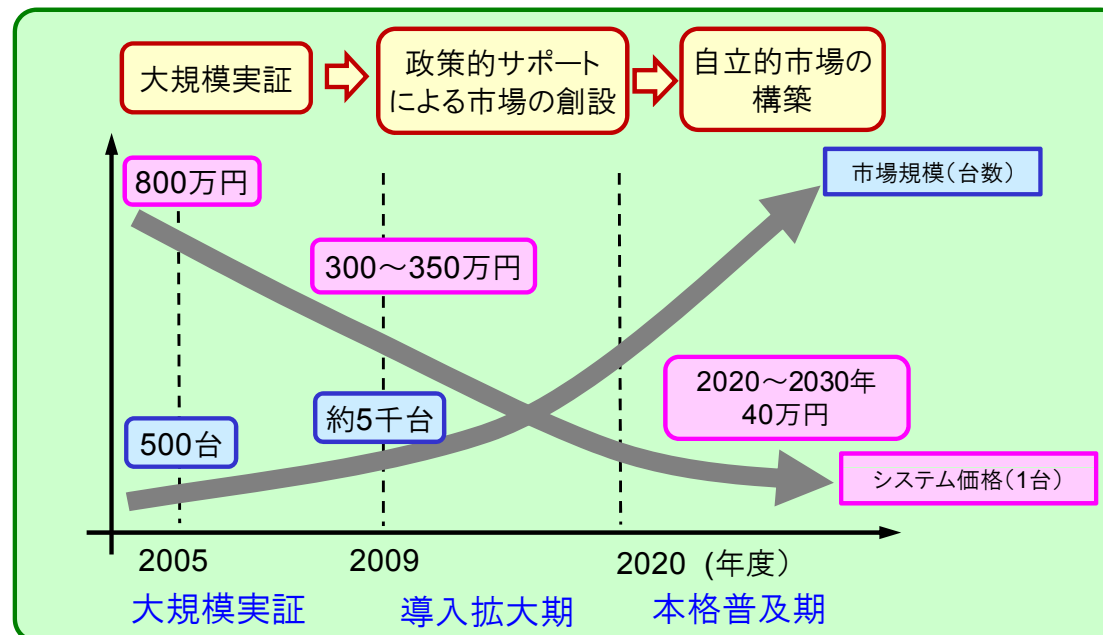 大規模実証
政策的サポート
による市場の創設
自立的市場の
構築
800万円
市場規模(台数)
300～350万円
2020～2030年
40万円
約5千台
500台
システム価格(1台)
2005
2009
2020 (年度)
大規模実証
導入拡大期
本格普及期